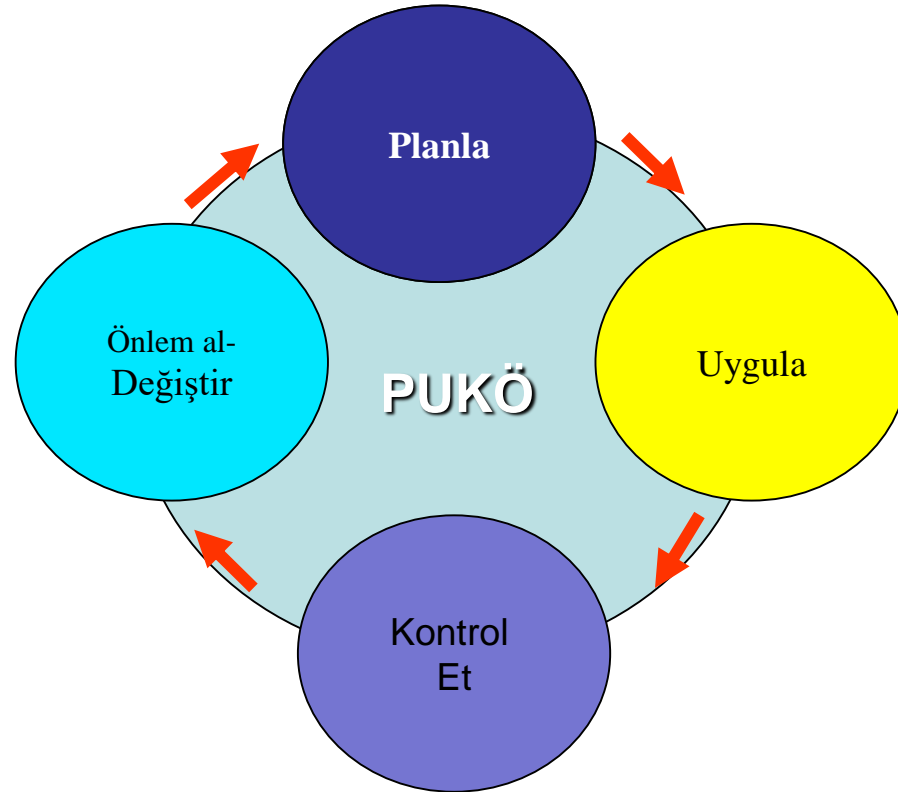 Planla
Önlem al-
Değiştir
PUKÖ
Uygula
Kontrol
Et